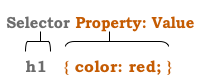 Selector Property: Value
h1 { color: red; }